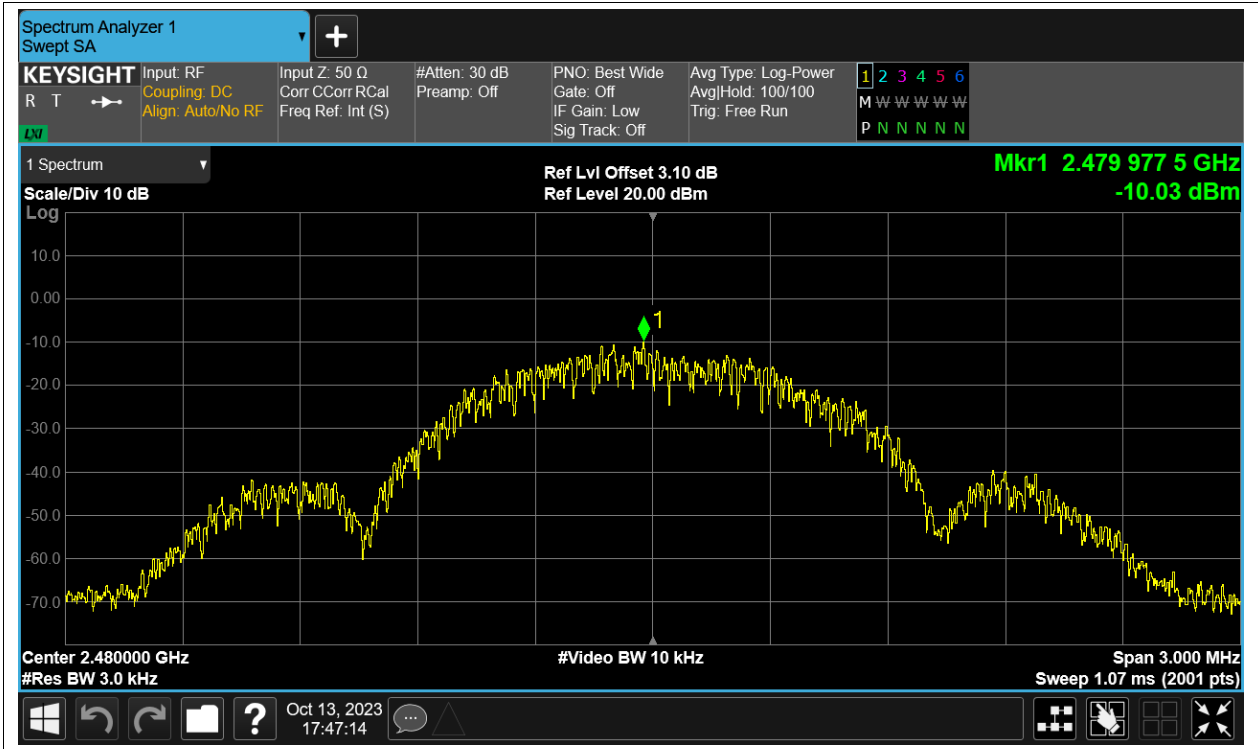 Spectrum Analyzer 1
Swept SA
KEYSIGHT
R T
LXI
Input: RF
Coupling: DC
Align: Auto/No RF
Input Z: 50 Ω
Corr CCorr RCal
Freq Ref: Int (S)
#Atten: 30 dB
Preamp: Off
PNO: Best Wide
Gate: Off
IF Gain: Low
Sig Track: Off
Avg Type: Log-Power
Avg|Hold: 100/100
Trig: Free Run
1 2 3 4 5 6
M W W W W W
P N N N N N
1 Spectrum
Scale/Div 10 dB
Ref Lvl Offset 3.10 dB
Ref Level 20.00 dBm
Mkr1 2.479 977 5 GHz
-10.03 dBm
Log
10.0
0.00
-10.0
-20.0
-30.0
-40.0
-50.0
-60.0
-70.0
1
Center 2.480000 GHz
#Res BW 3.0 kHz
#Video BW 10 kHz
Span 3.000 MHz
Sweep 1.07 ms (2001 pts)
?
Oct 13, 2023
17:47:14